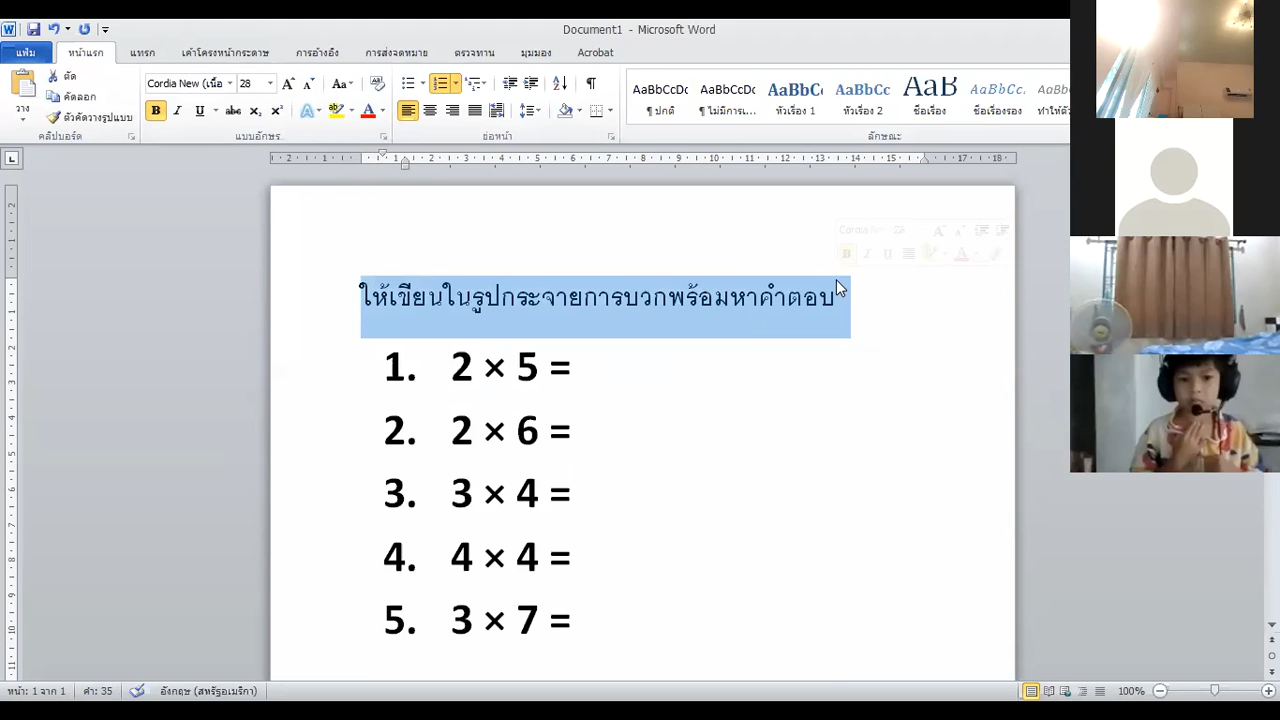 Document1 - Microsoft Word
แฟ้ม หน้าแรก แทรก เค้าโครงหน้ากระดาษ การอ้างอิง การส่งจดหมาย ตรวจทาน มุมมอง Acrobat
วาง
ตัด
คัดลอก
ตัวคัดวางรูปแบบ
คลิปบอร์ด
Cordia New (เนื้อ 28
แบบอักษร
ย่อหน้า
AaBbCcDc AaBbCcDc AaBbC AaBbCc AaB AaBbCc AaBbCcDc
¶ ปกติ ¶ ไม่มีการเ... หัวเรื่อง 1 หัวเรื่อง 2 ชื่อเรื่อง ชื่อเรื่องรอง ทำให้ตั
ลักษณะ
ให้เขียนในรูปกระจายการบวกพร้อมหาคำตอบ
1. 2 × 5 =
2. 2 × 6 =
3. 3 × 4 =
4. 4 × 4 =
5. 3 × 7 =
หน้า: 1 จาก 1 คำ: 35 อังกฤษ (สหรัฐอเมริกา) 100%